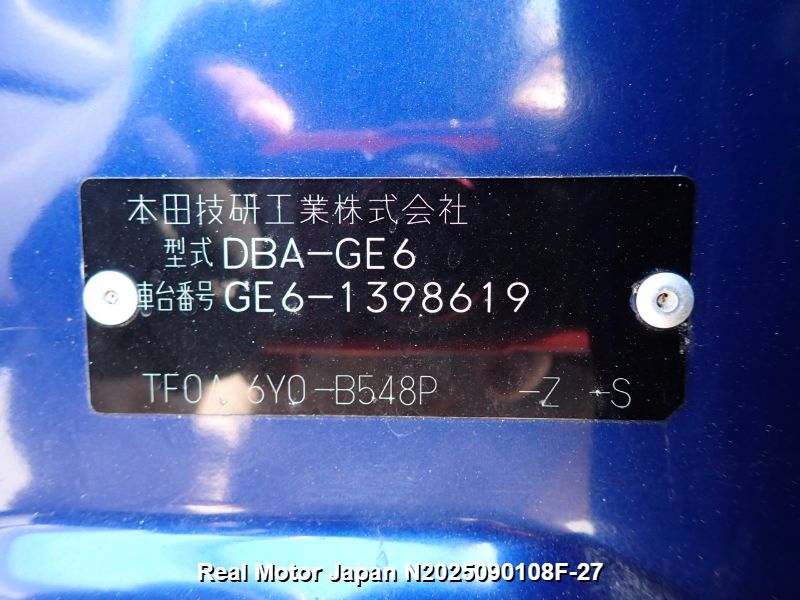 本田技研工業株式会社
型式 DBA-GE6
車台番号 GE6-1398619
TF0A 6Y0-B548P -Z -S
Real Motor Japan N2025090108F-27